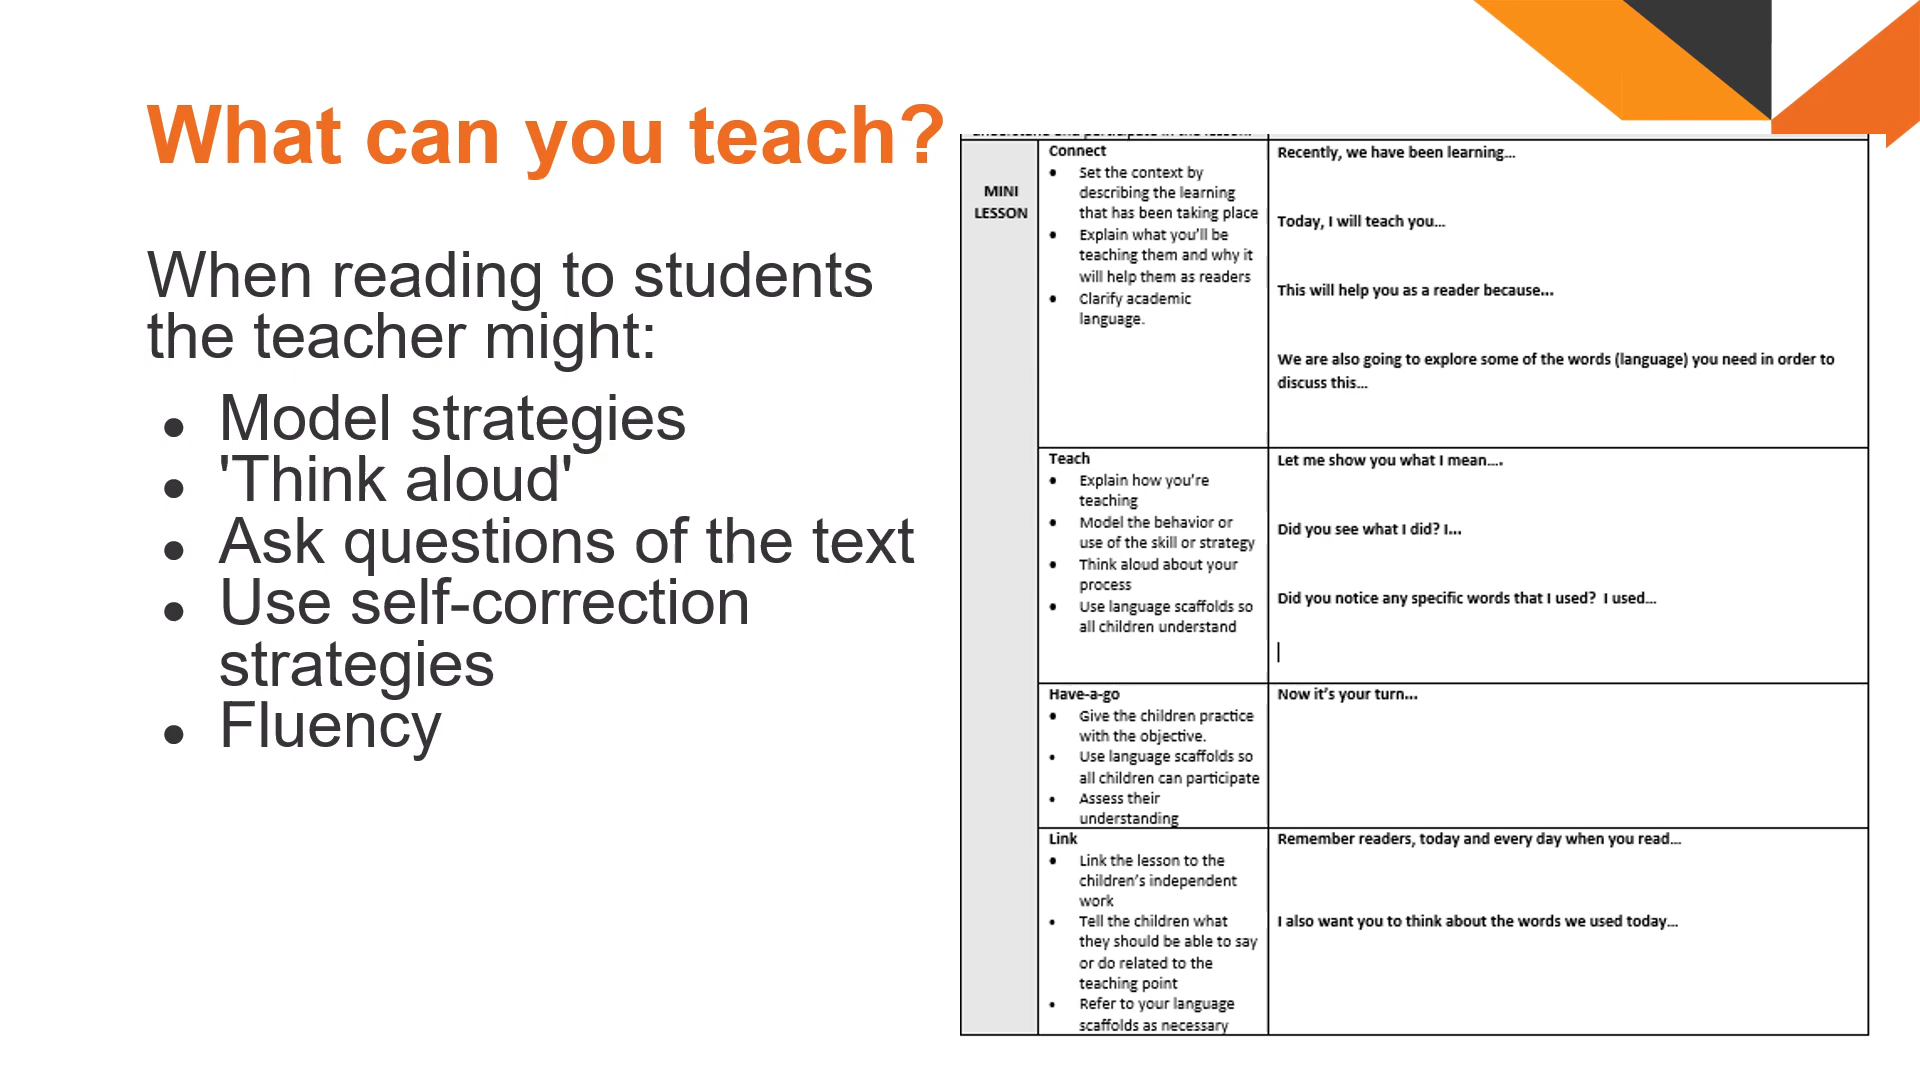 What can you teach?
When reading to students
the teacher might:
● Model strategies
● 'Think aloud'
● Ask questions of the text
● Use self-correction
strategies
● Fluency
understand and participate in the lesson.
MINI
LESSON
Connect
● Set the context by
describing the learning
that has been taking place
● Explain what you'll be
teaching them and why it
will help them as readers
● Clarify academic
language.
Recently, we have been learning...
Today, I will teach you...
This will help you as a reader because...
We are also going to explore some of the words (language) you need in order to
discuss this...
Teach
● Explain how you're
teaching
● Model the behavior or
use of the skill or strategy
● Think aloud about your
process
● Use language scaffolds so
all children understand
Let me show you what I mean....
Did you see what I did? I...
Did you notice any specific words that I used?  I used...
Have-a-go
● Give the children practice
with the objective.
• Use language scaffolds so
all children can participate
• Assess their
understanding
Now it's your turn...
Link
● Link the lesson to the
children's independent
work
• Tell the children what
they should be able to say
or do related to the
teaching point
• Refer to your language
scaffolds as necessary
Remember readers, today and every day when you read...
I also want you to think about the words we used today...